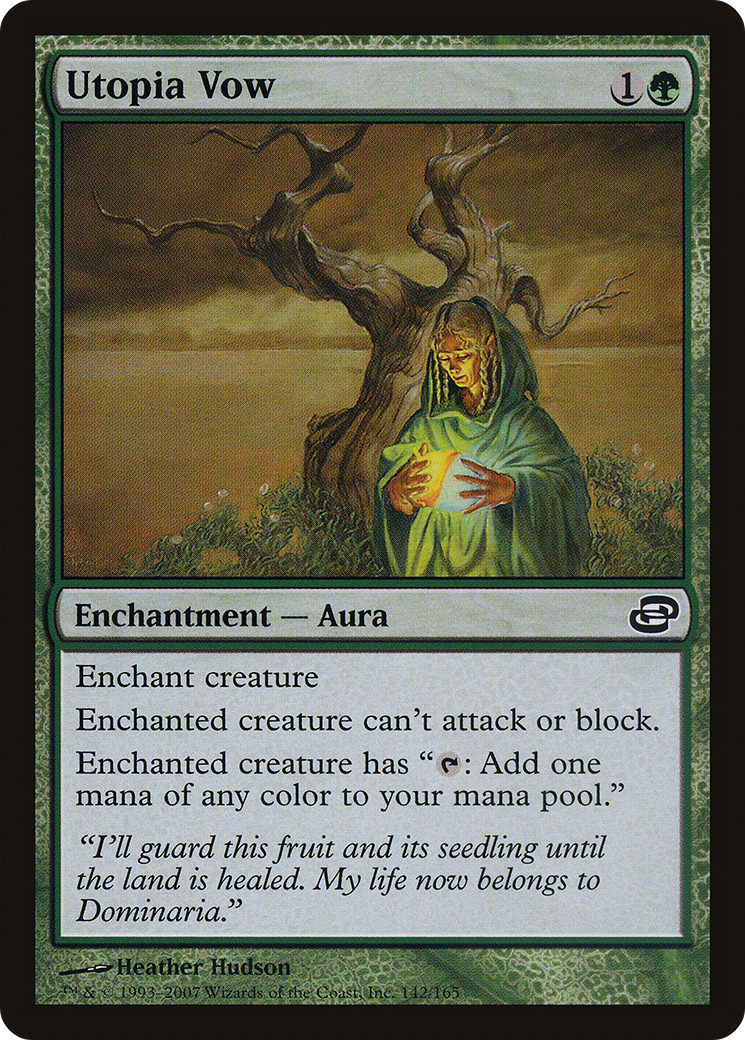 Utopia Vow 1
Enchantment — Aura
Enchant creature
Enchanted creature can't attack or block.
Enchanted creature has “: Add one
mana of any color to your mana pool.”
“I'll guard this fruit and its seedling until
the land is healed. My life now belongs to
Dominaria.”
Heather Hudson
™ & © 1993–2007 Wizards of the Coast, Inc. 142/165